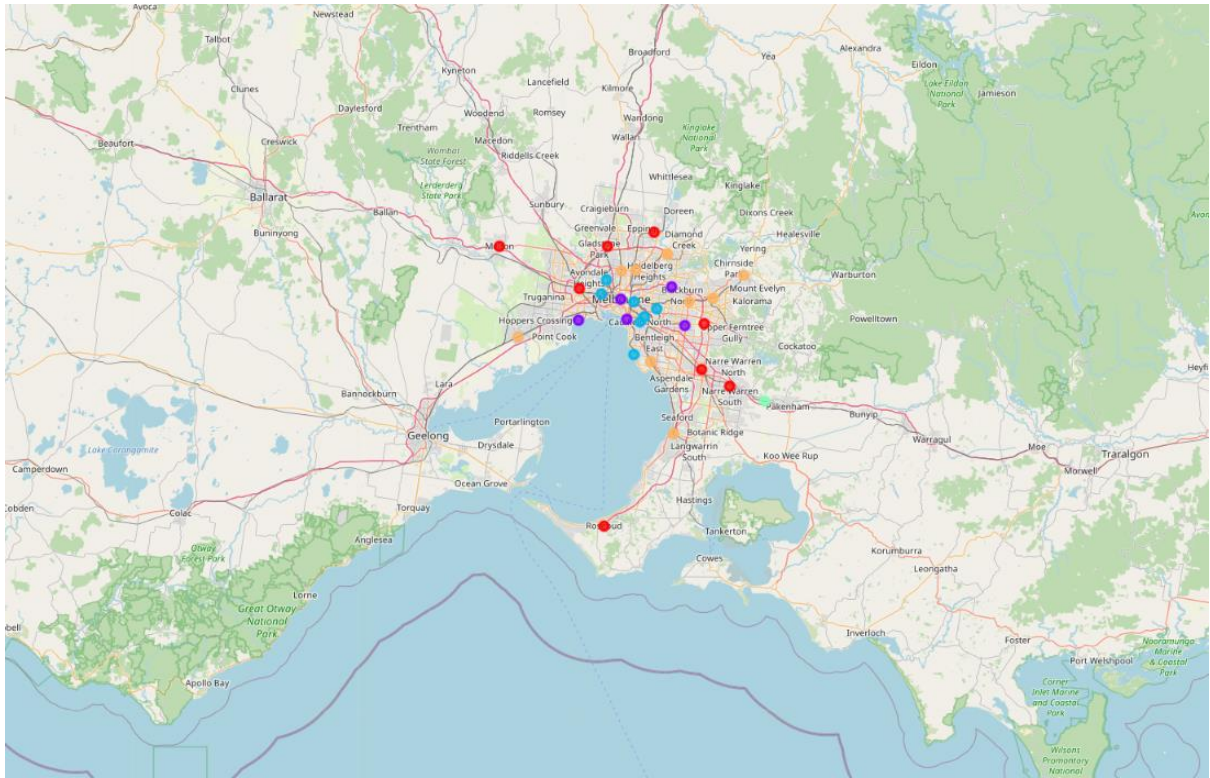 Avoca
Newstead
Talbot
Kyneton
Broadford
Yea
Alexandra
Eildon
Lake Eildon
National
Park
Jamieson
Clunes
Lancefield
Kilmore
Daylesford
Woodend
Romsey
Trentham
Macedon
Wandong
Kinglake
National
Park
Beaufort
Creswick
Wombat
State Forest
Riddells Creek
Wallan
Lerderderg
State Park
Whittlesea
Kinglake
Ballarat
Ballan
Sunbury
Craigieburn
Doreen
Dixons Creek
Buninyong
Greenvale
Epping
Diamond
Creek
Healesville
Yering
Park
Chirnside
Warburton
Avondale
Heights
Heidelberg
Heights
Mount Evelyn
Kalorama
Truganina
Melbourne
Blackburn
North
Powelltown
Hoppers Crossing
North
Point Cook
Bentleigh
East
Upper Ferntree
Gully
Cockatoo
Lara
Bannockburn
Narre Warren
North
Aspendale
Gardens
Narre Warren
South
Pakenham
Bunyip
Portarlington
Seaford
Geelong
Drysdale
Botanic Ridge
Langwarrin
South
Warragul
Moe
Traralgon
Morwell
Lake Corangamite
Camperdown
Koo Wee Rup
Ocean Grove
Colac
Torquay
Hastings
Cobden
Tankerton
Anglesea
Otway
Forest Park
Cowes
Korumburra
Leongatha
Lorne
Great Otway
National
Park
Inverloch
Foster
Apollo Bay
Port Welshpool
Nooramunga
Marine
& Coastal
Park
Corner
Inlet Marine
and Coastal
Park
Wilsons
Promontory
National